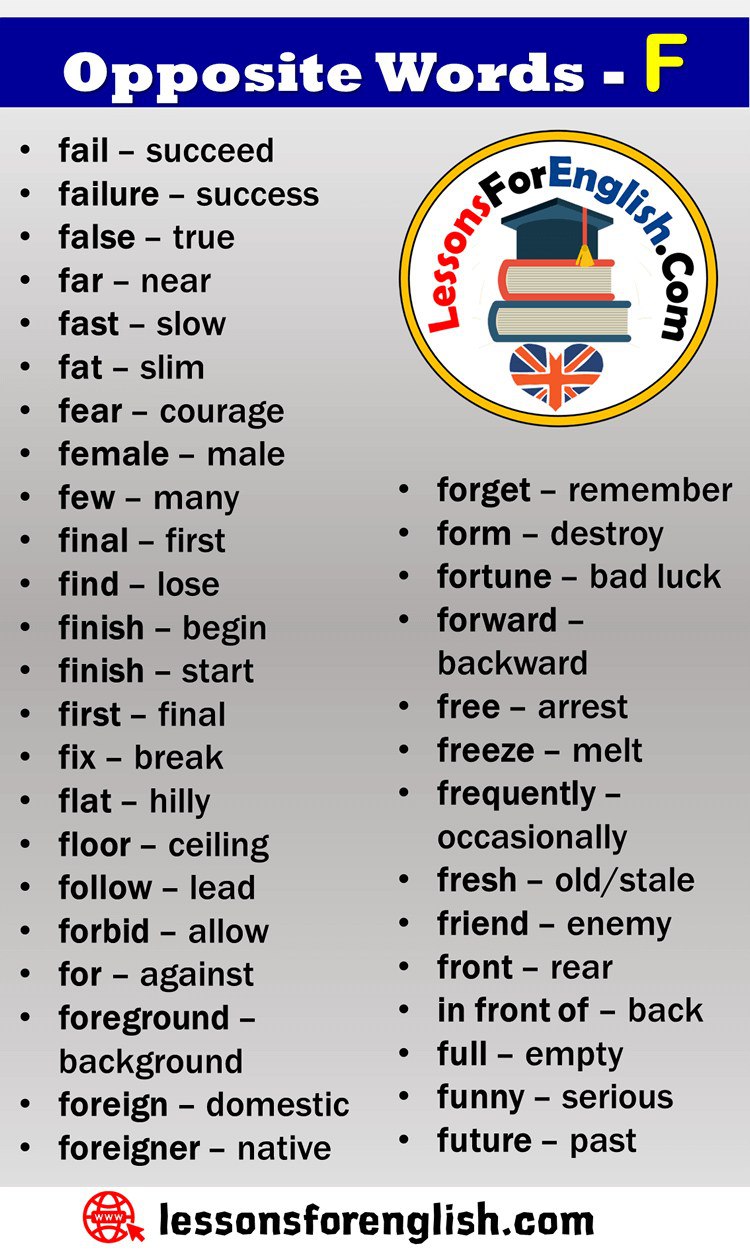 Opposite Words - F
• fail – succeed
• failure – success
• false – true
• far – near
• fast – slow
• fat – slim
• fear – courage
• female – male
• few – many
• final – first
• find – lose
• finish – begin
• finish – start
• first – final
• fix – break
• flat – hilly
• floor – ceiling
• follow – lead
• forbid – allow
• for – against
• foreground –
background
• foreign – domestic
• foreigner – native
LessonsForEnglish.Com
• forget – remember
• form – destroy
• fortune – bad luck
• forward –
backward
• free – arrest
• freeze – melt
• frequently –
occasionally
• fresh – old/stale
• friend – enemy
• front – rear
• in front of – back
• full – empty
• funny – serious
• future – past
www
lessonsforenglish.com